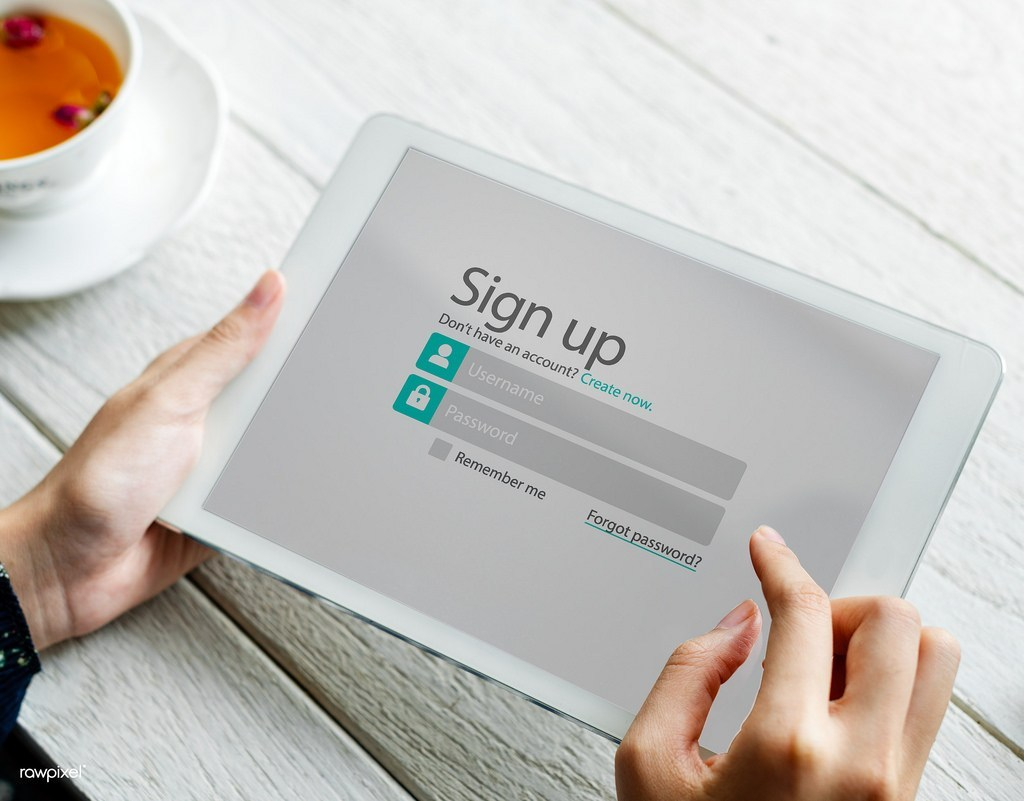 Sign up
Don't have an account? Create now.
Username
Password
Remember me
Forgot password?
rawpixel